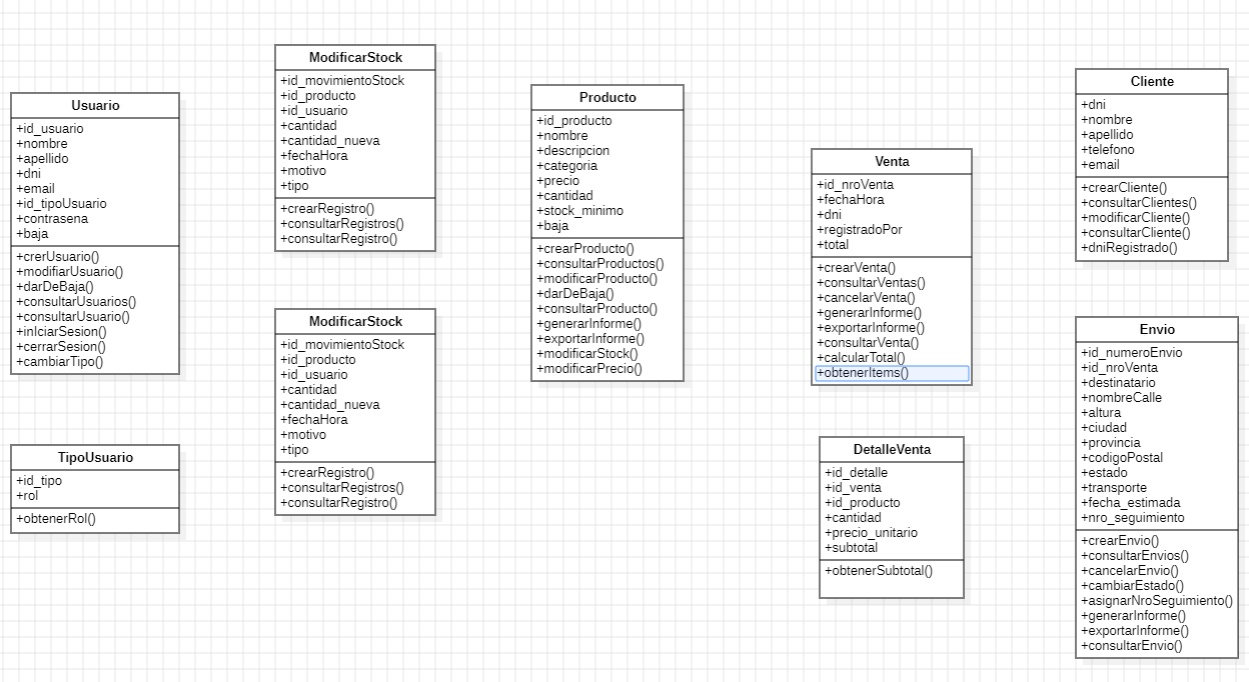 Usuario
+id_usuario
+nombre
+apellido
+dni
+email
+id_tipoUsuario
+contrasena
+baja
+crerUsuario()
+modifiarUsuario()
+darDeBaja()
+consultarUsuarios()
+consultarUsuario()
+inIciarSesion()
+cerrarSesion()
+cambiarTipo()
TipoUsuario
+id_tipo
+rol
+obtenerRol()
ModificarStock
+id_movimientoStock
+id_producto
+id_usuario
+cantidad
+cantidad_nueva
+fechaHora
+motivo
+tipo
+crearRegistro()
+consultarRegistros()
+consultarRegistro()
ModificarStock
+id_movimientoStock
+id_producto
+id_usuario
+cantidad
+cantidad_nueva
+fechaHora
+motivo
+tipo
+crearRegistro()
+consultarRegistros()
+consultarRegistro()
Producto
+id_producto
+nombre
+descripcion
+categoria
+precio
+cantidad
+stock_minimo
+baja
+crearProducto()
+consultarProductos()
+modificarProducto()
+darDeBaja()
+consultarProducto()
+generarInforme()
+exportarInforme()
+modificarStock()
+modificarPrecio()
Venta
+id_nroVenta
+fechaHora
+dni
+registradoPor
+total
+crearVenta()
+consultarVentas()
+cancelarVenta()
+generarInforme()
+exportarInforme()
+consultarVenta()
+calcularTotal()
+obtenerItems()
DetalleVenta
+id_detalle
+id_venta
+id_producto
+cantidad
+precio_unitario
+subtotal
+obtenerSubtotal()
Cliente
+dni
+nombre
+apellido
+telefono
+email
+crearCliente()
+consultarClientes()
+modificarCliente()
+consultarCliente()
+dniRegistrado()
Envio
+id_numeroEnvio
+id_nroVenta
+destinatario
+nombreCalle
+altura
+ciudad
+provincia
+codigoPostal
+estado
+transporte
+fecha_estimada
+nro_seguimiento
+crearEnvio()
+consultarEnvios()
+cancelarEnvio()
+cambiarEstado()
+asignarNroSeguimiento()
+generarInforme()
+exportarInforme()
+consultarEnvio()